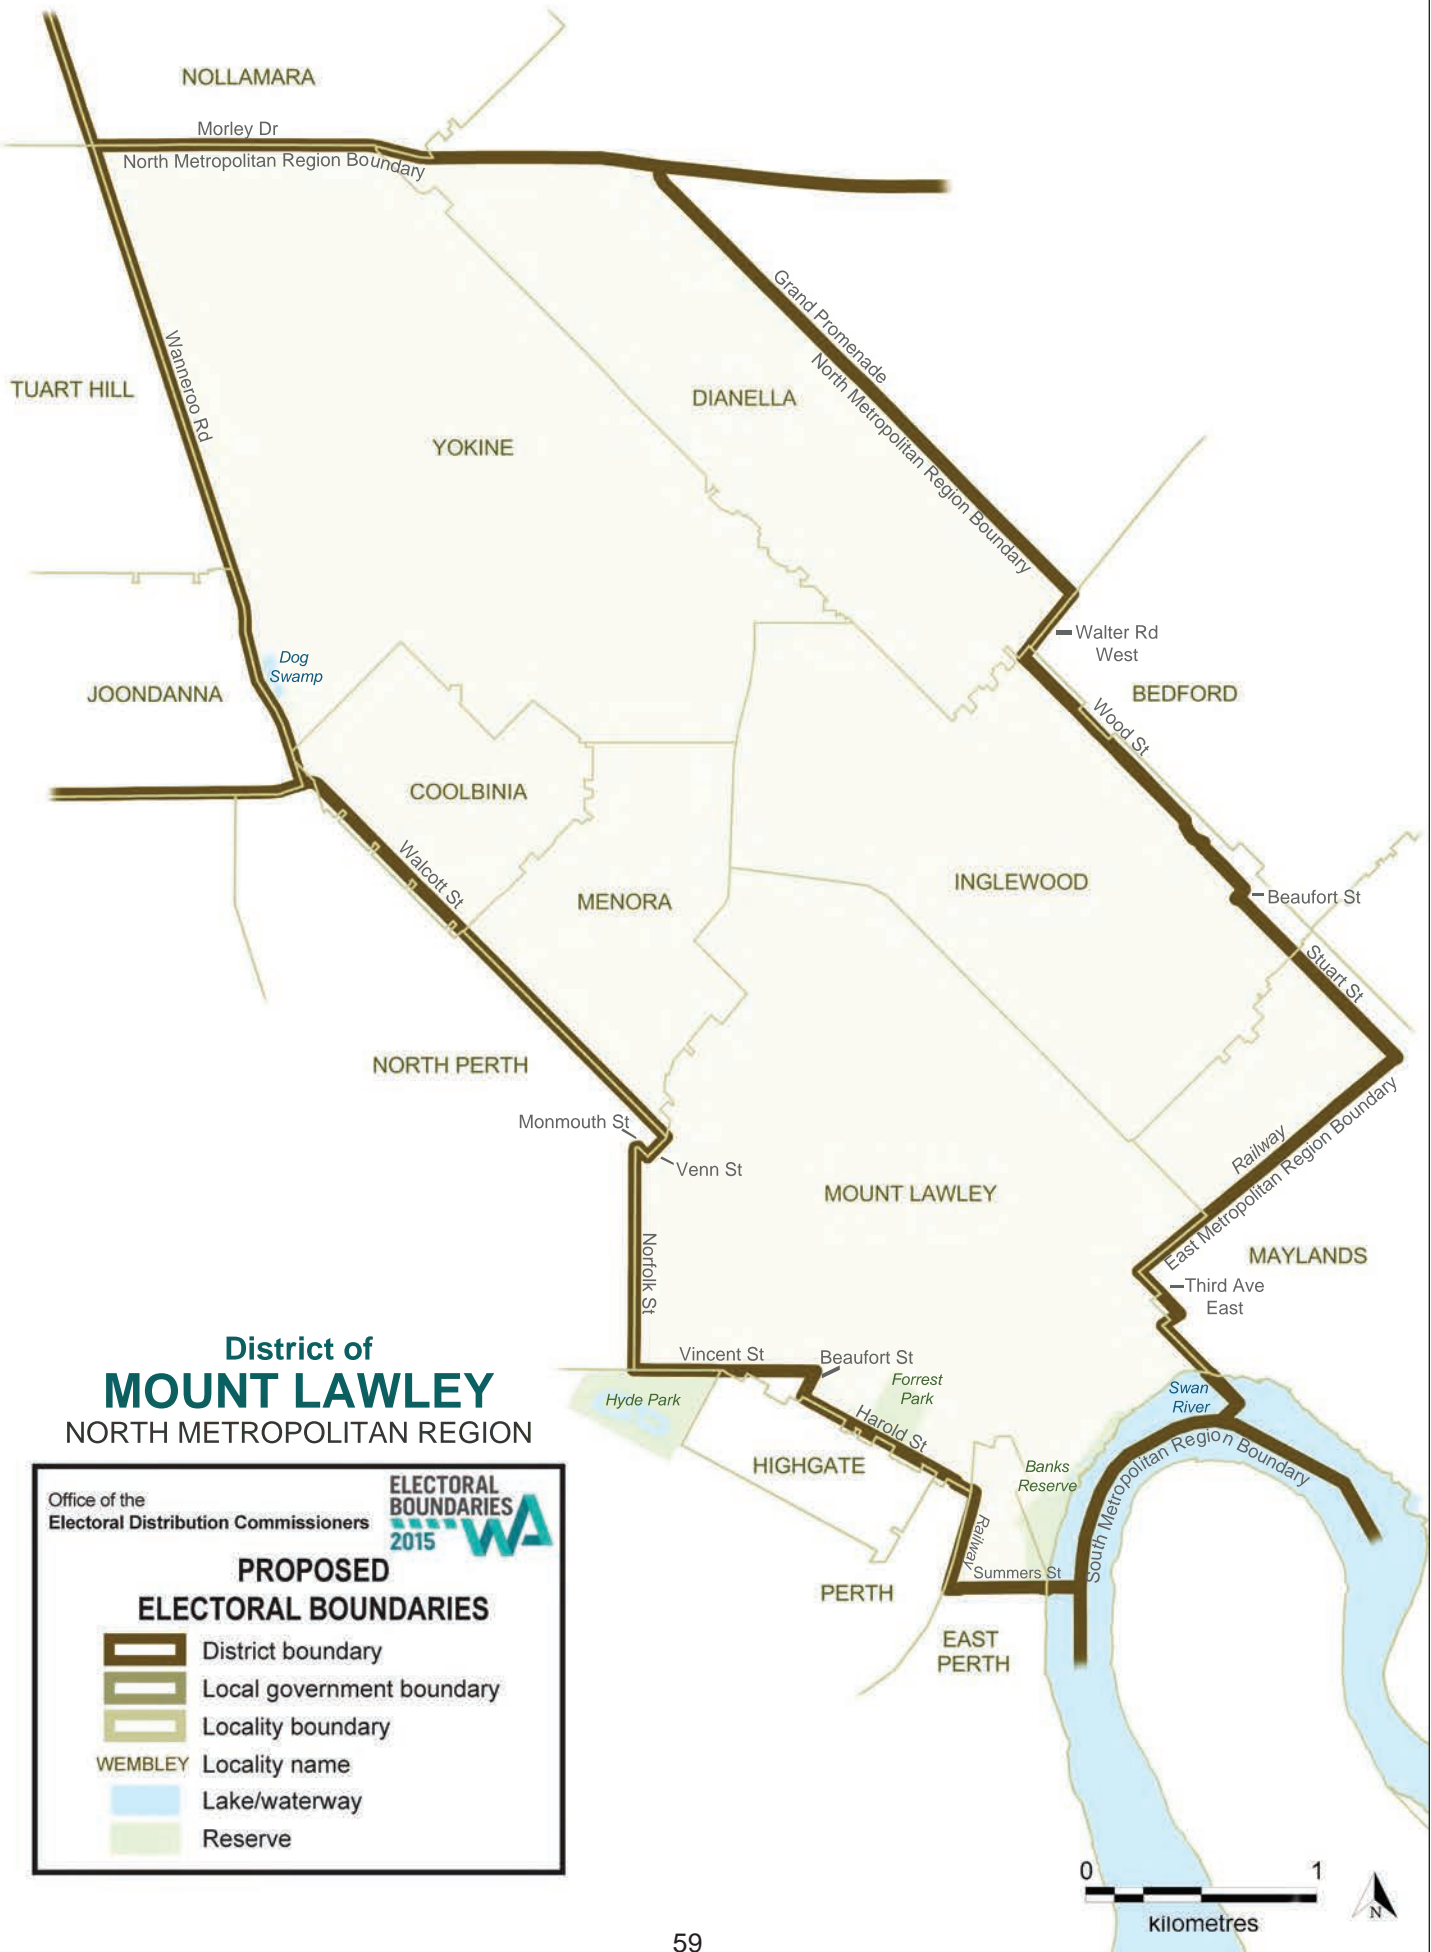 NOLLAMARA
Morley Dr
North Metropolitan Region Boundary
Grand Promenade
North Metropolitan Region Boundary
Wanneroo Rd
TUART HILL
DIANELLA
YOKINE
Walter Rd
West
Dog
Swamp
JOONDANNA
BEDFORD
Wood St
COOLBINIA
Walcott St
MENORA
INGLEWOOD
Beaufort St
Stuart St
NORTH PERTH
Monmouth St
Venn St
Railway
East Metropolitan Region Boundary
MOUNT LAWLEY
MAYLANDS
Norfolk St
Third Ave
East
Vincent St
Beaufort St
Hyde Park
Forrest
Park
Swan
River
Harold St
HIGHGATE
Banks
Reserve
South Metropolitan Region Boundary
Railway
Summers St
PERTH
EAST
PERTH
District of
MOUNT LAWLEY
NORTH METROPOLITAN REGION
Office of the
Electoral Distribution Commissioners
ELECTORAL
BOUNDARIES
2015
WA
PROPOSED
ELECTORAL BOUNDARIES
District boundary
Local government boundary
Locality boundary
WEMBLEY Locality name
Lake/waterway
Reserve
0 1
kilometres
N
59